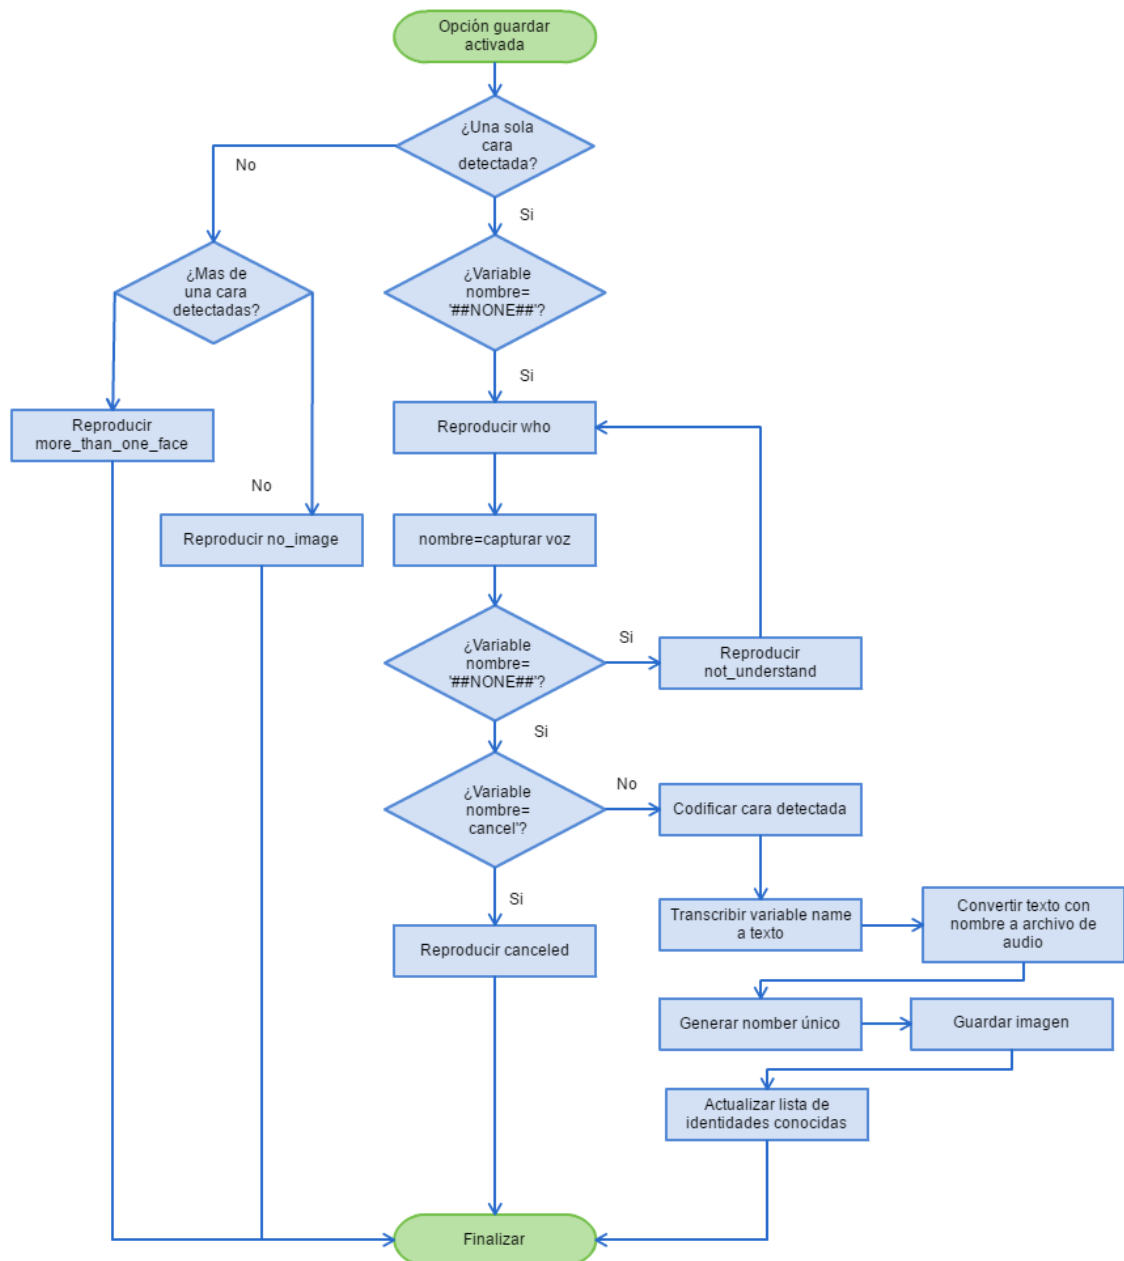 Opción guardar
activada
¿Una sola
cara
detectada?
No
Si
¿Mas de
una cara
detectadas?
¿Variable
nombre=
'##NONE##'?
Si
Reproducir
more_than_one_face
Reproducir who
No
Reproducir no_image
nombre=capturar voz
¿Variable
nombre=
'##NONE##'?
Si
Reproducir
not_understand
Si
¿Variable
nombre=
cancel'?
No
Codificar cara detectada
Si
Transcribir variable name
a texto
Convertir texto con
nombre a archivo de
audio
Reproducir canceled
Generar nomber único
Guardar imagen
Actualizar lista de
identidades conocidas
Finalizar